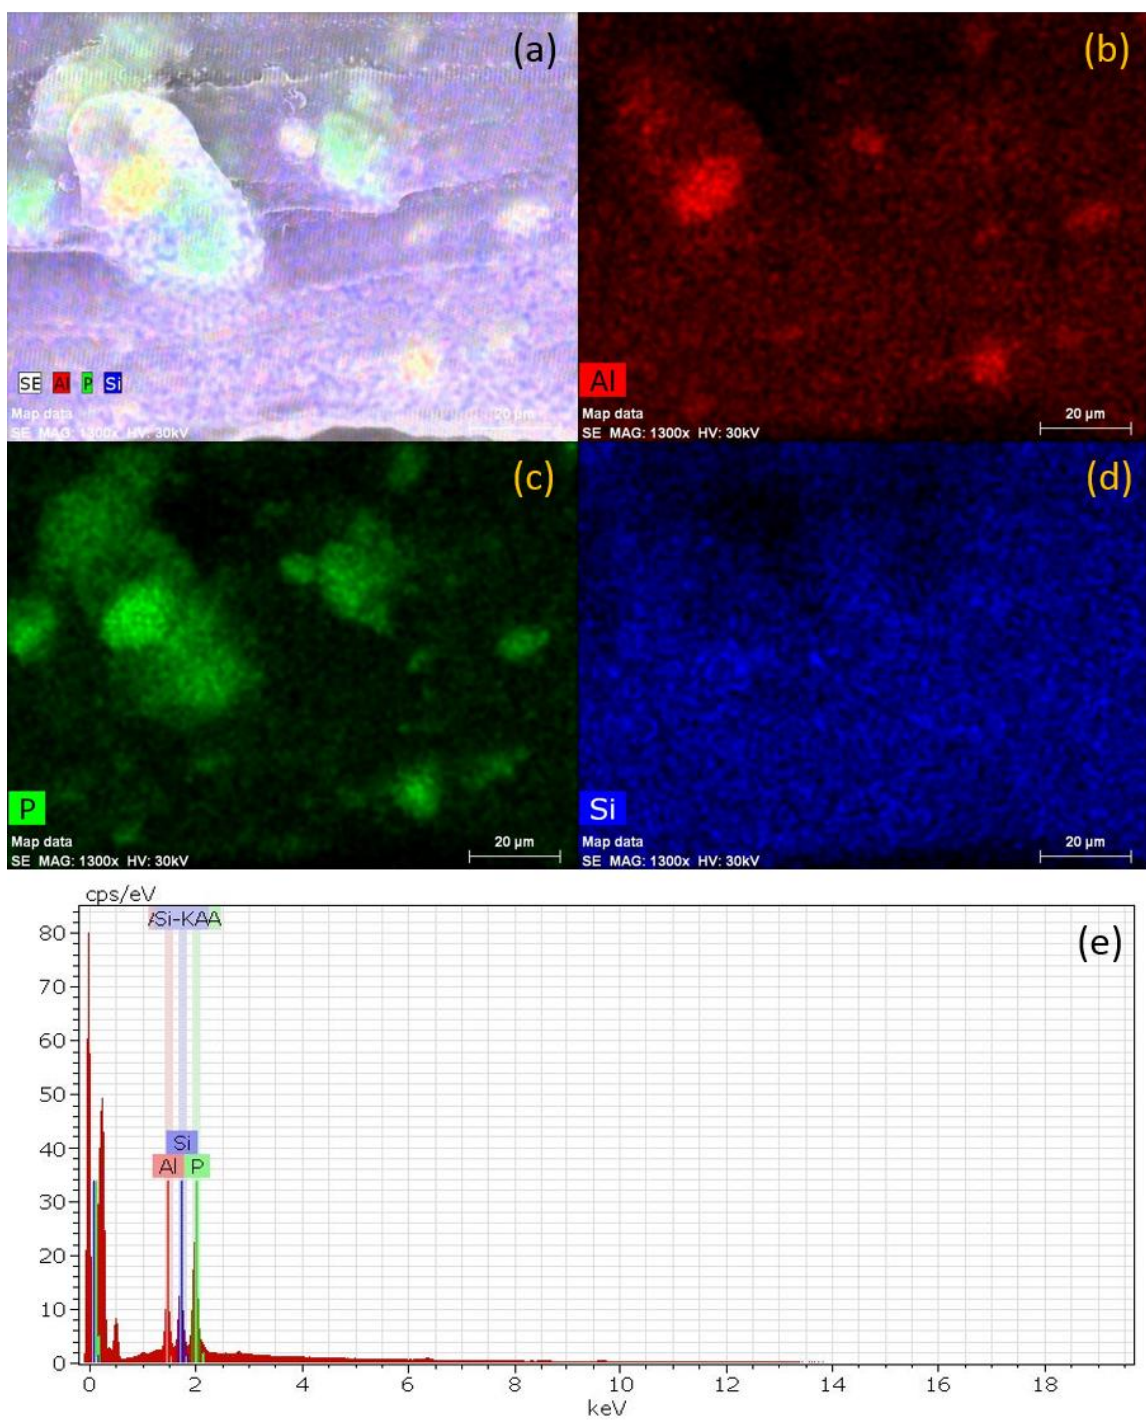 (a)
SE Al P Si
Map data
SE MAG: 1300x HV: 30kV
20 µm
(b)
Al
Map data
SE MAG: 1300x HV: 30kV
20 µm
(c)
P
Map data
SE MAG: 1300x HV: 30kV
20 µm
(d)
Si
Map data
SE MAG: 1300x HV: 30kV
20 µm
cps/eV
Si-KA
(e)
80
70
60
50
40
30
20
10
0
Si
Al P
0 2 4 6 8 10 12 14 16 18
keV